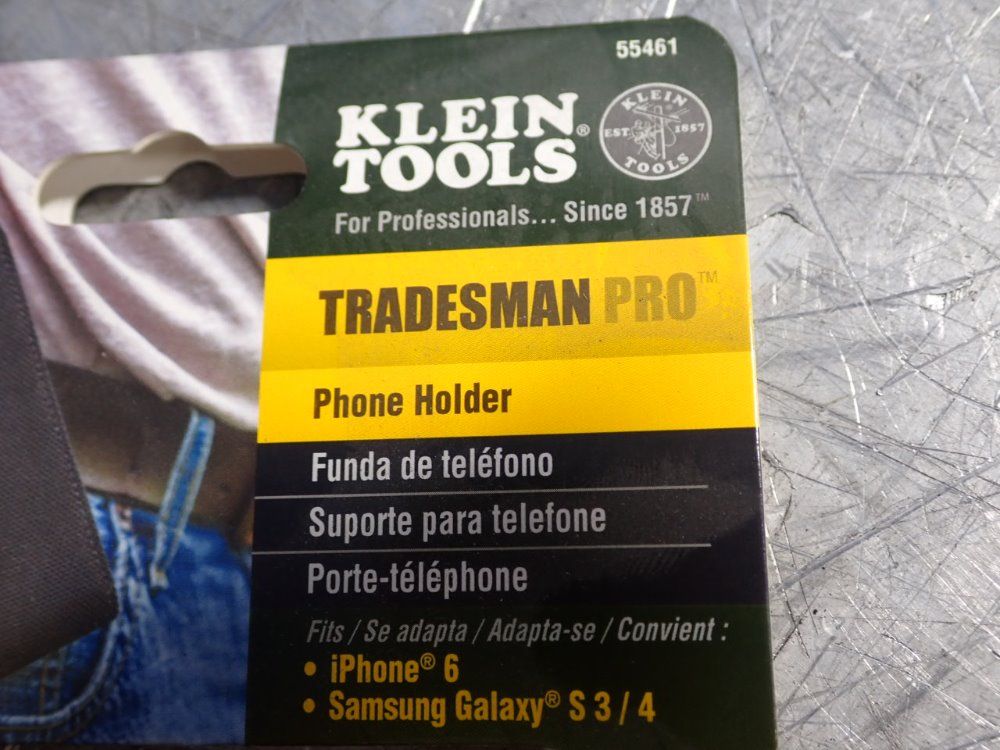 55461
KLEIN
TOOLS®
KLEIN
EST. 1857
TOOLS
For Professionals... Since 1857™
TRADESMAN PRO™
Phone Holder
Funda de teléfono
Suporte para telefone
Porte-téléphone
Fits / Se adapta / Adapta-se / Convient :
• iPhone® 6
• Samsung Galaxy® S 3 / 4